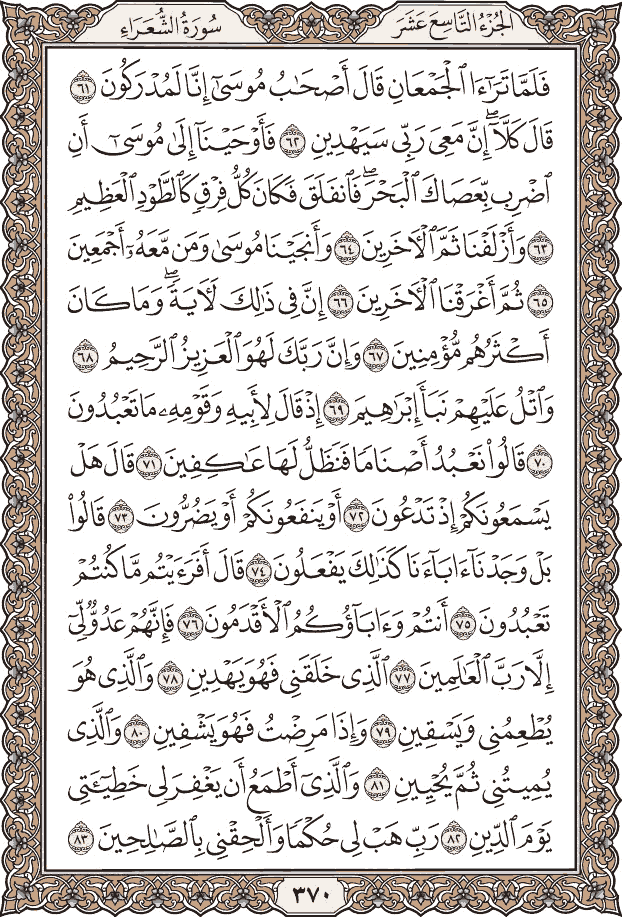 سُورَةُ الشُّعَرَاءِ
الجُزْءُ التَّاسِعَ عَشَرَ
فَلَمَّا تَرَٰٓءَا ٱلْجَمْعَانِ قَالَ أَصْحَٰبُ مُوسَىٰٓ إِنَّا لَمُدْرَكُونَ ٦١
قَالَ كَلَّآۖ إِنَّ مَعِىَ رَبِّى سَيَهْدِينِ ٦٢ فَأَوْحَيْنَآ إِلَىٰ مُوسَىٰٓ أَنِ
ٱضْرِب بِّعَصَاكَ ٱلْبَحْرَۖ فَٱنفَلَقَ فَكَانَ كُلُّ فِرْقٍ كَٱلطَّوْدِ ٱلْعَظِيمِ
٦٣ وَأَزْلَفْنَا ثَمَّ ٱلْءَاخَرِينَ ٦٤ وَأَنجَيْنَا مُوسَىٰ وَمَن مَّعَهُۥٓ أَجْمَعِينَ
٦٥ ثُمَّ أَغْرَقْنَا ٱلْءَاخَرِينَ ٦٦ إِنَّ فِى ذَٰلِكَ لَءَايَةًۖ وَمَا كَانَ
أَكْثَرُهُم مُّؤْمِنِينَ ٦٧ وَإِنَّ رَبَّكَ لَهُوَ ٱلْعَزِيزُ ٱلرَّحِيمُ ٦٨
وَٱتْلُ عَلَيْهِمْ نَبَأَ إِبْرَٰهِيمَ ٦٩ إِذْ قَالَ لِأَبِيهِ وَقَوْمِهِۦ مَا تَعْبُدُونَ
٧٠ قَالُوا۟ نَعْبُدُ أَصْنَامًا فَنَظَلُّ لَهَا عَٰكِفِينَ ٧١ قَالَ هَلْ
يَسْمَعُونَكُمْ إِذْ تَدْعُونَ ٧٢ أَوْ يَنفَعُونَكُمْ أَوْ يَضُرُّونَ ٧٣ قَالُوا۟
بَلْ وَجَدْنَآ ءَابَآءَنَا كَذَٰلِكَ يَفْعَلُونَ ٧٤ قَالَ أَفَرَءَيْتُم مَّا كُنتُمْ
تَعْبُدُونَ ٧٥ أَنتُمْ وَءَابَآؤُكُمُ ٱلْأَقْدَمُونَ ٧٦ فَإِنَّهُمْ عَدُوٌّ لِّىٓ
إِلَّا رَبَّ ٱلْعَٰلَمِينَ ٧٧ ٱلَّذِى خَلَقَنِى فَهُوَ يَهْدِينِ ٧٨ وَٱلَّذِى هُوَ
يُطْعِمُنِى وَيَسْقِينِ ٧٩ وَإِذَا مَرِضْتُ فَهُوَ يَشْفِينِ ٨٠ وَٱلَّذِى
يُمِيتُنِى ثُمَّ يُحْيِينِ ٨١ وَٱلَّذِىٓ أَطْمَعُ أَن يَغْفِرَ لِى خَطِيٓـَٔتِى
يَوْمَ ٱلدِّينِ ٨٢ رَبِّ هَبْ لِى حُكْمًا وَأَلْحِقْنِى بِٱلصَّٰلِحِينَ ٨٣
٣٧٠